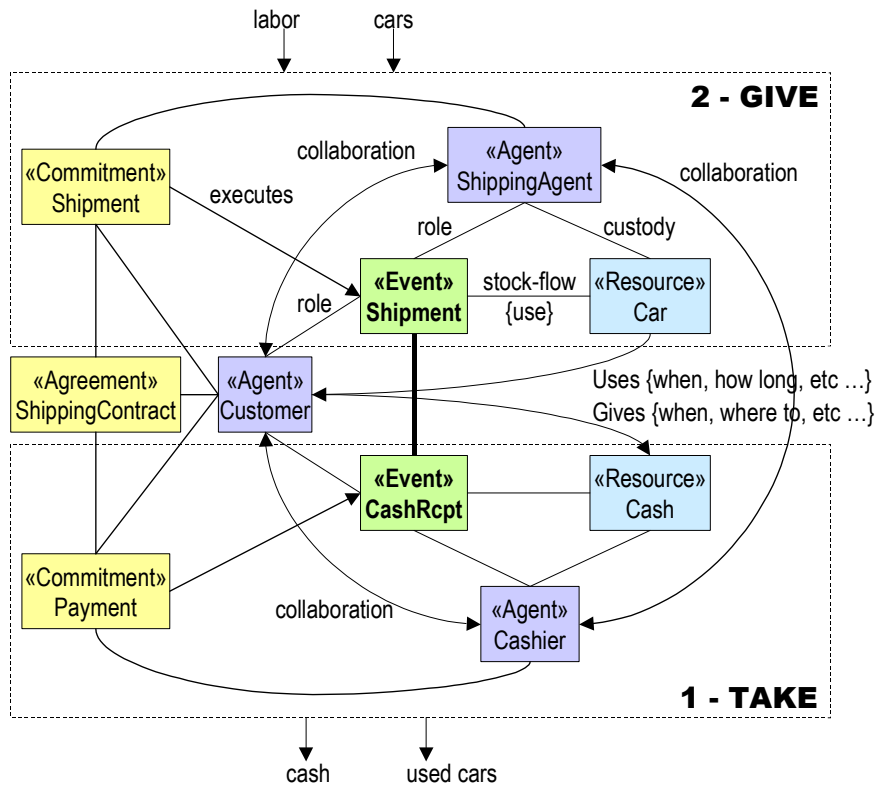 labor
cars
2 - GIVE
collaboration
«Agent»
ShippingAgent
collaboration
«Commitment»
Shipment
executes
role
custody
«Event»
Shipment
stock-flow
{use}
«Resource»
Car
role
«Agreement»
ShippingContract
«Agent»
Customer
Uses {when, how long, etc …}
Gives {when, where to, etc …}
«Event»
CashRcpt
«Resource»
Cash
«Commitment»
Payment
collaboration
«Agent»
Cashier
1 - TAKE
cash
used cars